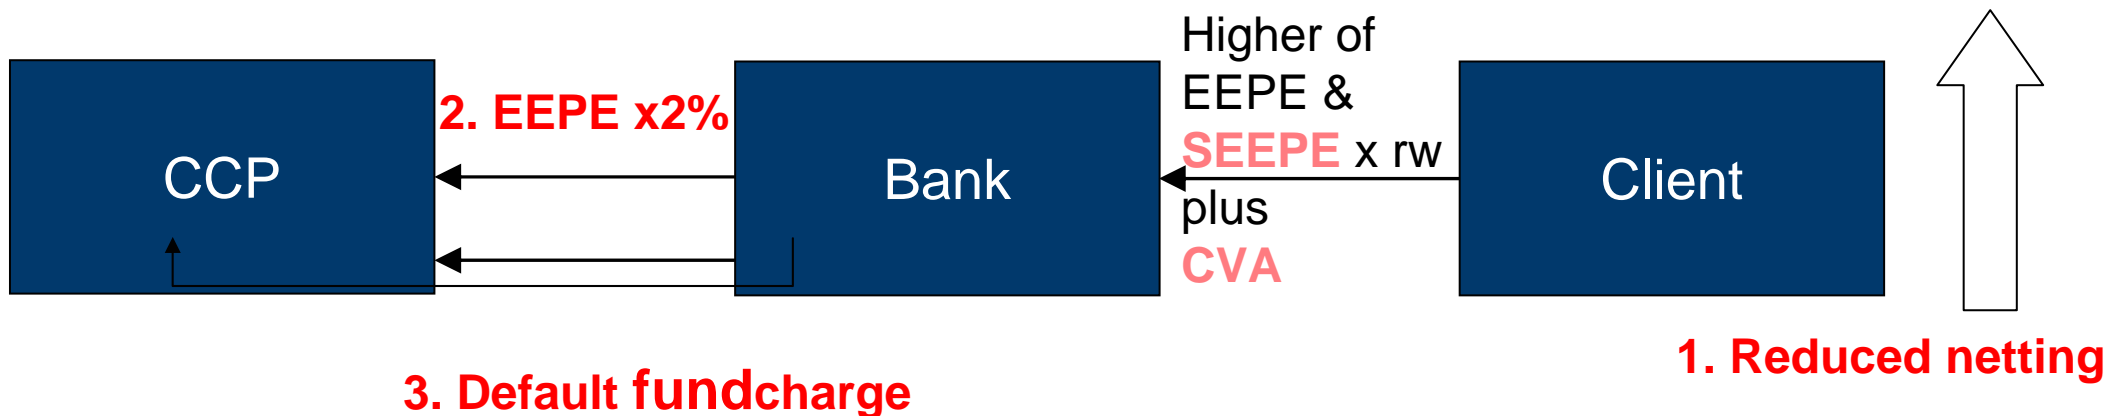 CCP
2. EEPE x2%
Bank
Higher of
EEPE &
SEEPE x rw
plus
CVA
Client
1. Reduced netting
3. Default fundcharge